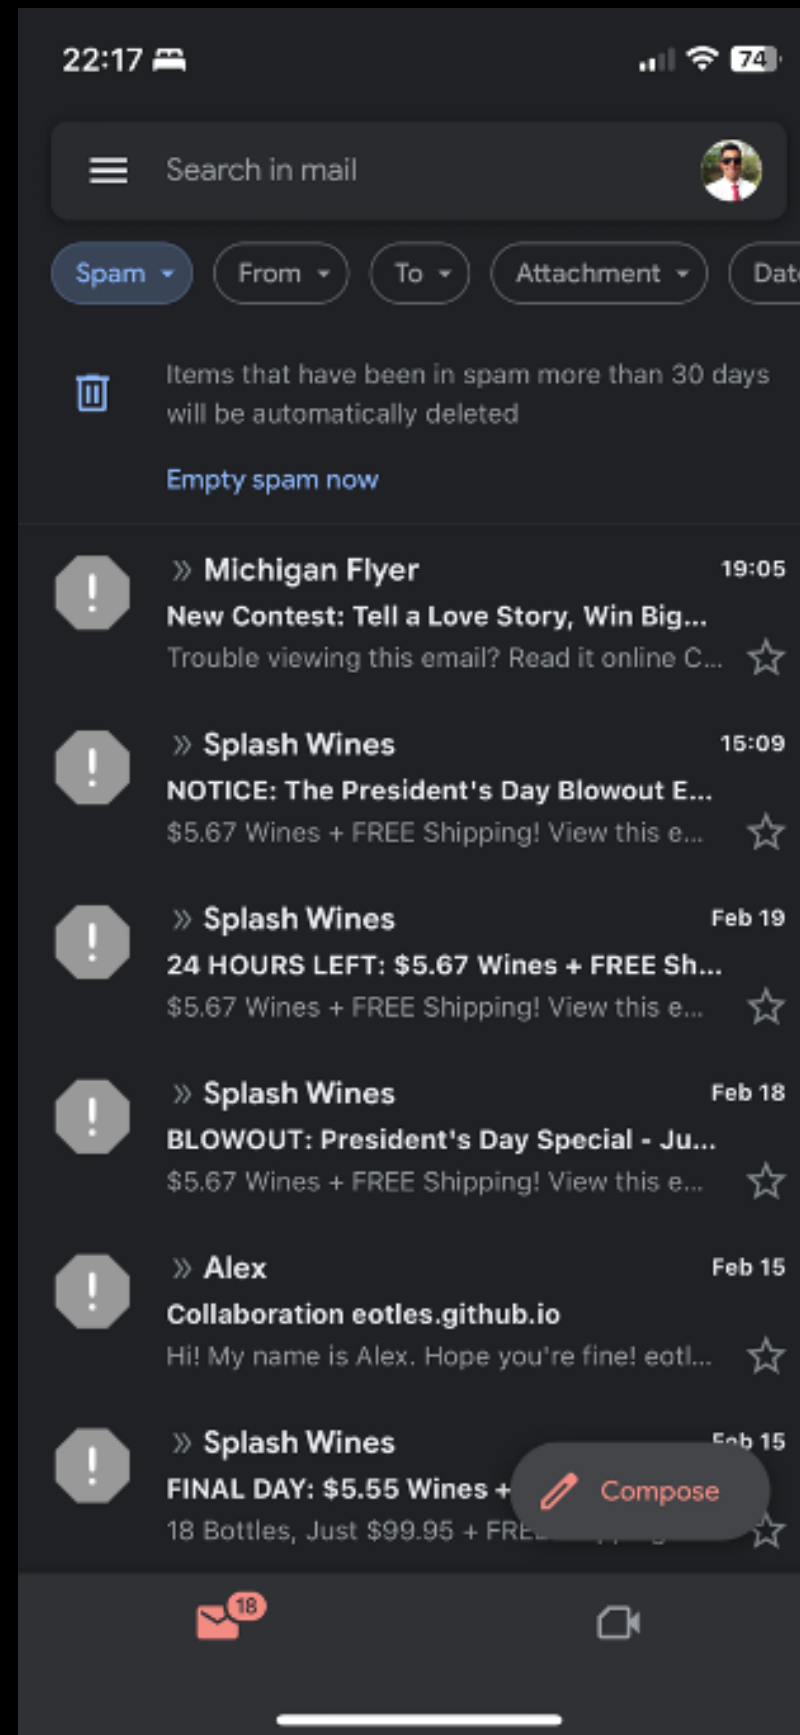 22:17
74
Search in mail
Spam From To Attachment Date
Items that have been in spam more than 30 days
will be automatically deleted
Empty spam now
» Michigan Flyer 19:05
New Contest: Tell a Love Story, Win Big...
Trouble viewing this email? Read it online C...
» Splash Wines 15:09
NOTICE: The President's Day Blowout E...
$5.67 Wines + FREE Shipping! View this e...
» Splash Wines Feb 19
24 HOURS LEFT: $5.67 Wines + FREE Sh...
$5.67 Wines + FREE Shipping! View this e...
» Splash Wines Feb 18
BLOWOUT: President's Day Special - Ju...
$5.67 Wines + FREE Shipping! View this e...
» Alex Feb 15
Collaboration eotles.github.io
Hi! My name is Alex. Hope you're fine! eotl...
» Splash Wines Feb 15
FINAL DAY: $5.55 Wines +
18 Bottles, Just $99.95 + FREE
Compose
18